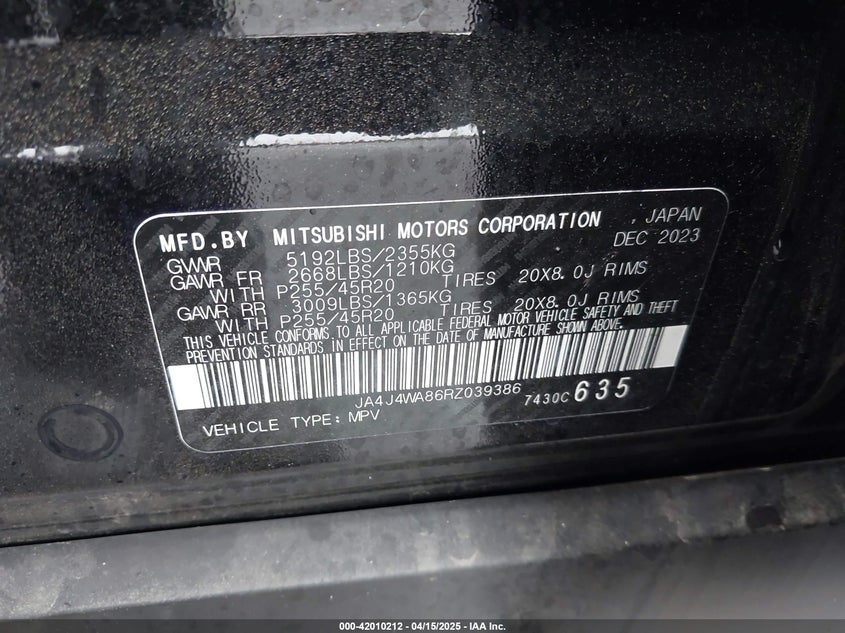 MFD.BY MITSUBISHI MOTORS CORPORATION , JAPAN
GVWR 5192LBS/2355KG DEC 2023
GAWR FR 2668LBS/1210KG
WITH P255/45R20 TIRES 20X8.0J RIMS
GAWR RR 3009LBS/1365KG
WITH P255/45R20 TIRES 20X8.0J RIMS
THIS VEHICLE CONFORMS TO ALL APPLICABLE FEDERAL MOTOR VEHICLE SAFETY AND THEFT
PREVENTION STANDARDS IN EFFECT ON THE DATE OF MANUFACTURE SHOWN ABOVE.
JA4J4WA86RZ039386 7430C 635
VEHICLE TYPE: MPV
000-42010212 - 04/15/2025 - IAA Inc.